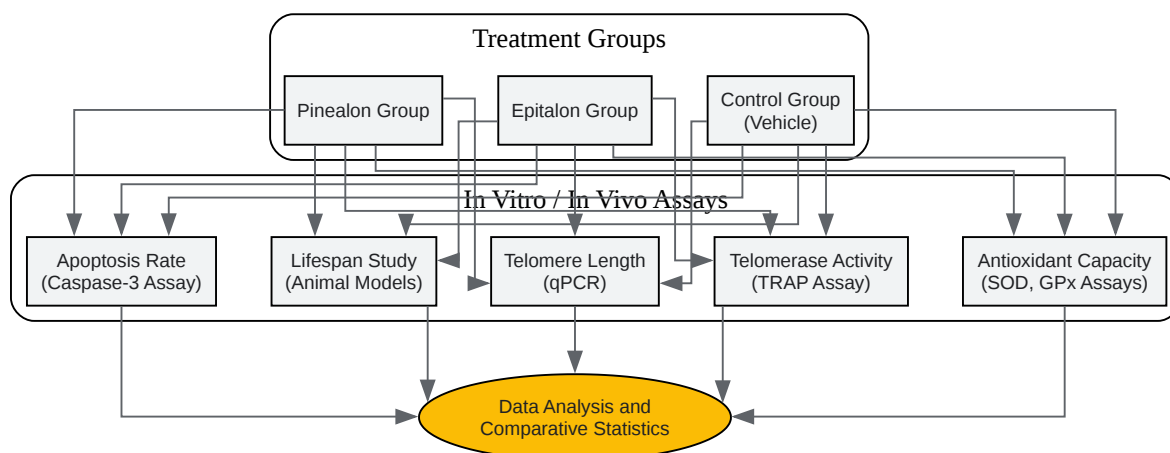 Treatment Groups
Pinealon Group
Epitalon Group
Control Group
(Vehicle)
In Vitro / In Vivo Assays
Apoptosis Rate
(Caspase-3 Assay)
Lifespan Study
(Animal Models)
Telomere Length
(qPCR)
Telomerase Activity
(TRAP Assay)
Antioxidant Capacity
(SOD, GPx Assays)
Data Analysis and
Comparative Statistics